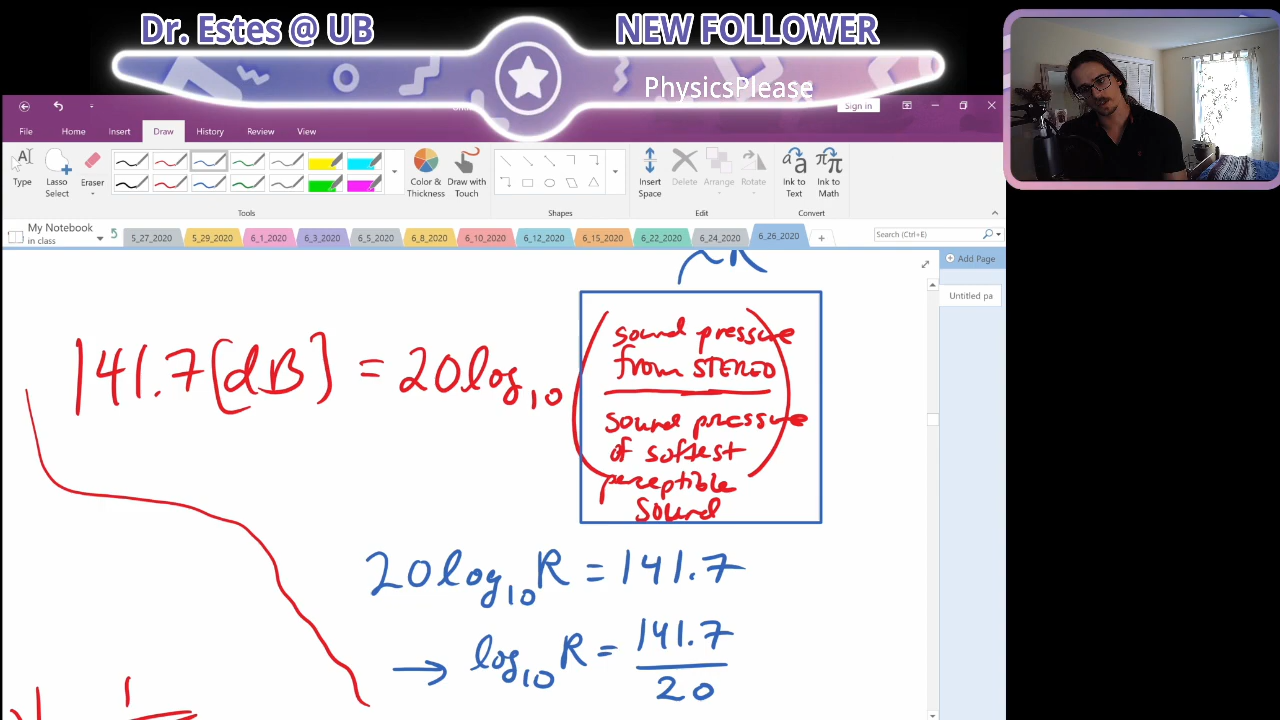 Dr. Estes @ UB
NEW FOLLOWER
PhysicsPlease
Sign in
File Home Insert Draw History Review View
Type
Lasso Select
Eraser
Color & Thickness
Draw with Touch
Insert Space
Delete
Arrange
Rotate
Ink to Text
Ink to Math
Tools
Shapes
Edit
Convert
My Notebook
in class
5_27_2020 5_29_2020 6_1_2020 6_3_2020 6_5_2020 6_8_2020 6_10_2020 6_12_2020 6_15_2020 6_22_2020 6_24_2020 6_26_2020
Search (Ctrl+E)
Add Page
Untitled pa
141.7[dB] = 20log10
sound pressure
from STEREO
sound pressure
of softest
perceptible
sound
20log10R = 141.7
→ log10R = 141.7
20